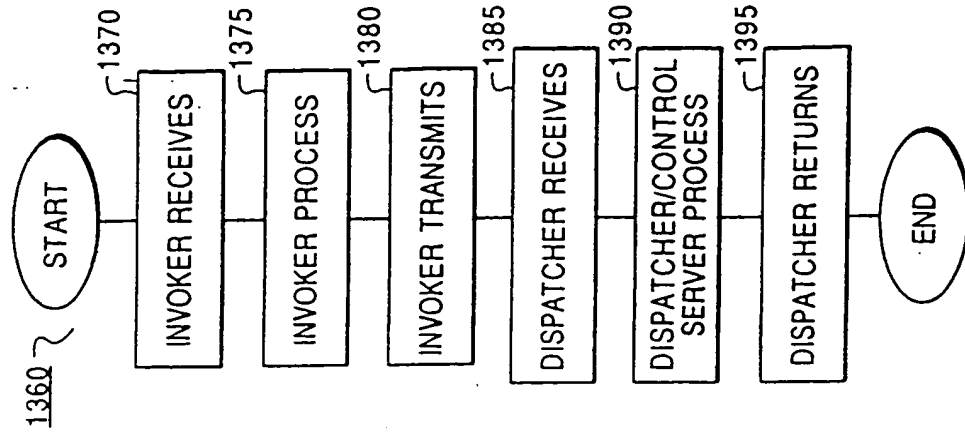 1360
START
1370
INVOKER RECEIVES
1375
INVOKER PROCESS
1380
INVOKER TRANSMITS
1385
DISPATCHER RECEIVES
1390
DISPATCHER/CONTROL
SERVER PROCESS
1395
DISPATCHER RETURNS
END